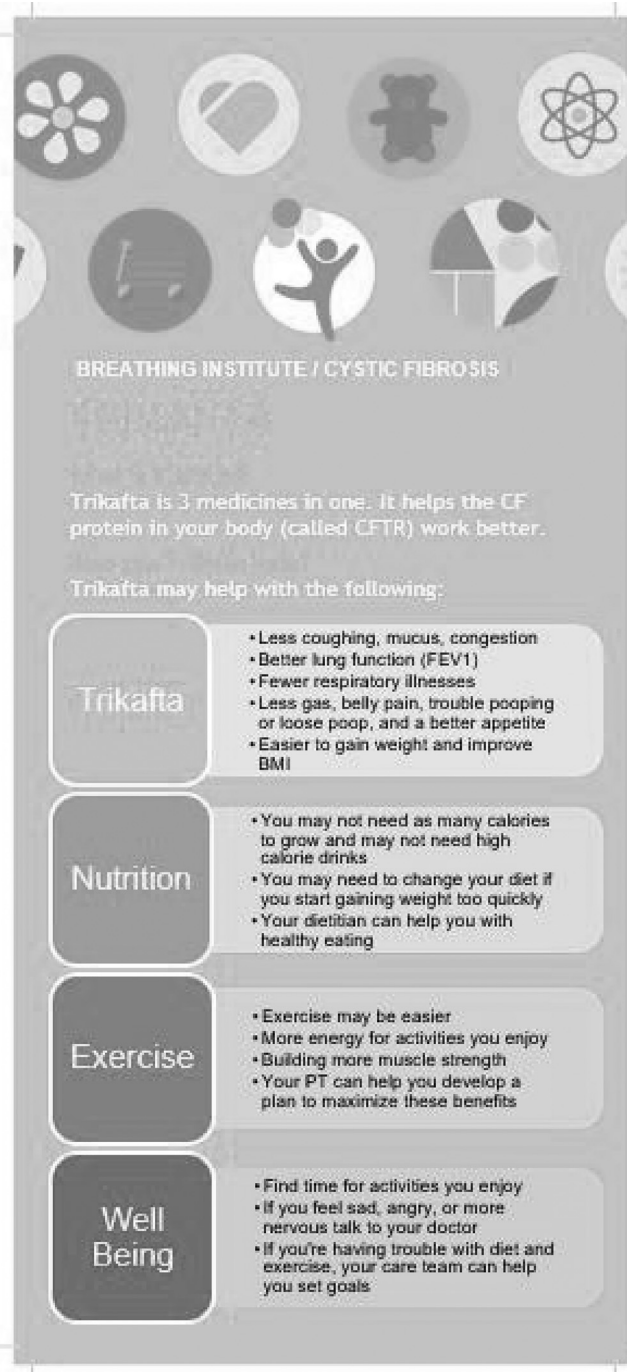 BREATHING INSTITUTE / CYSTIC FIBROSIS
Trikafta is 3 medicines in one. It helps the CF
protein in your body (called CFTR) work better.
Trikafta may help with the following:
Trikafta
• Less coughing, mucus, congestion
• Better lung function (FEV1)
• Fewer respiratory illnesses
• Less gas, belly pain, trouble pooping
or loose poop, and a better appetite
• Easier to gain weight and improve
BMI
Nutrition
• You may not need as many calories
to grow and may not need high
calorie drinks
• You may need to change your diet if
you start gaining weight too quickly
• Your dietitian can help you with
healthy eating
Exercise
• Exercise may be easier
• More energy for activities you enjoy
• Building more muscle strength
• Your PT can help you develop a
plan to maximize these benefits
Well
Being
• Find time for activities you enjoy
• If you feel sad, angry, or more
nervous talk to your doctor
• If you're having trouble with diet and
exercise, your care team can help
you set goals